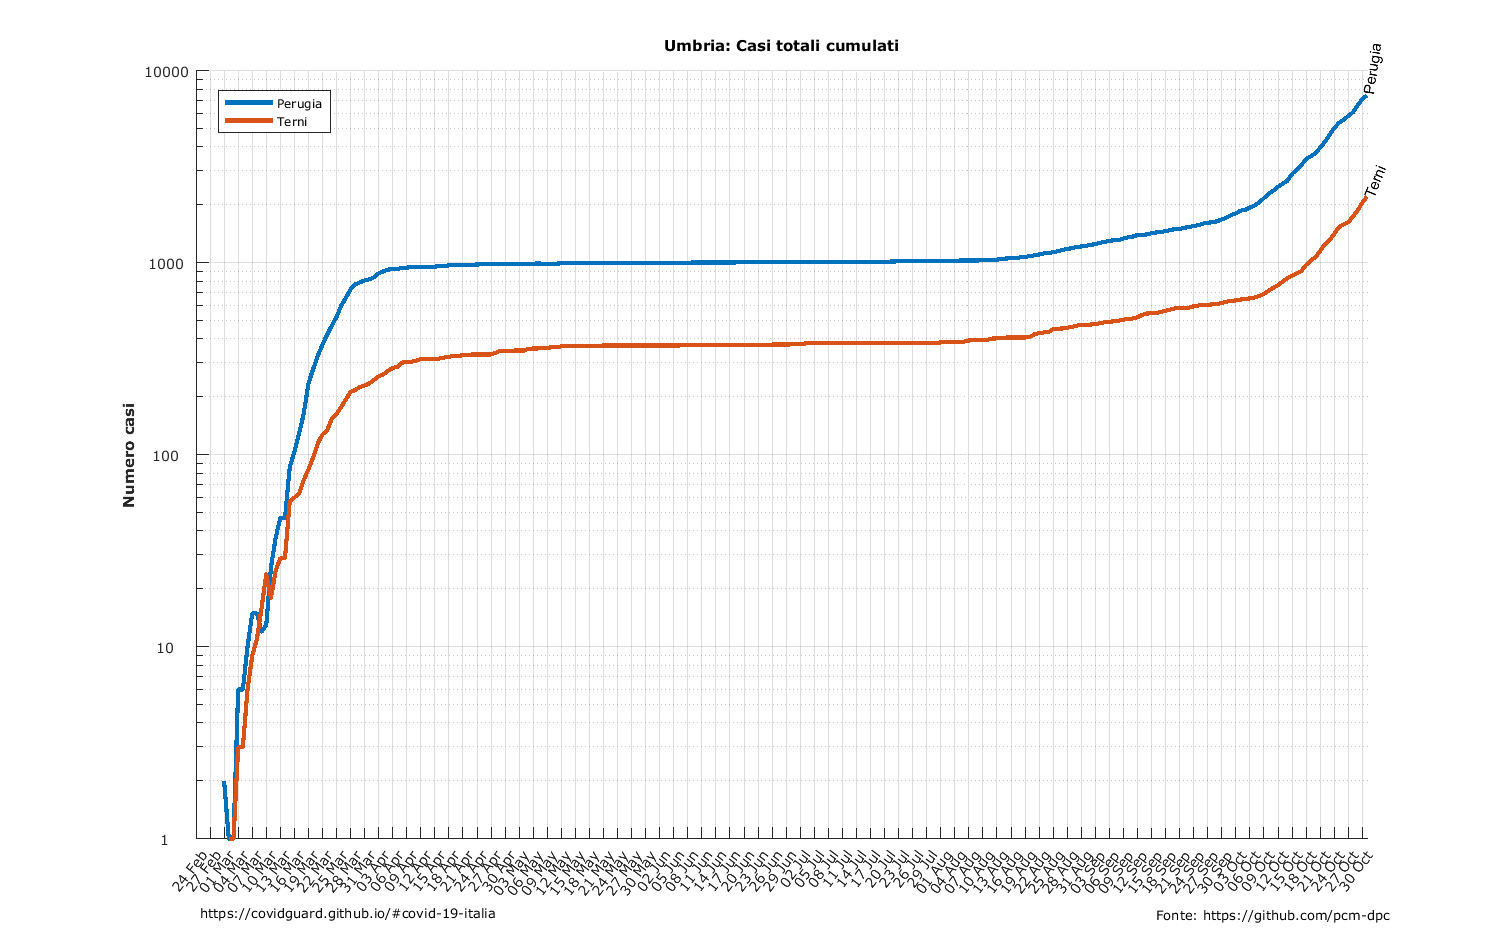 Umbria: Casi totali cumulati
Perugia
Terni
Perugia
Terni
Numero casi
10000
1000
100
10
1
24 Feb
27 Feb
01 Mar
04 Mar
07 Mar
10 Mar
13 Mar
16 Mar
19 Mar
22 Mar
25 Mar
28 Mar
31 Mar
03 Apr
06 Apr
09 Apr
12 Apr
15 Apr
18 Apr
21 Apr
24 Apr
27 Apr
30 Apr
03 May
06 May
09 May
12 May
15 May
18 May
21 May
24 May
27 May
30 May
02 Jun
05 Jun
08 Jun
11 Jun
14 Jun
17 Jun
20 Jun
23 Jun
26 Jun
29 Jun
02 Jul
05 Jul
08 Jul
11 Jul
14 Jul
17 Jul
20 Jul
23 Jul
26 Jul
29 Jul
01 Aug
04 Aug
07 Aug
10 Aug
13 Aug
16 Aug
19 Aug
22 Aug
25 Aug
28 Aug
31 Aug
03 Sep
06 Sep
09 Sep
12 Sep
15 Sep
18 Sep
21 Sep
24 Sep
27 Sep
30 Sep
03 Oct
06 Oct
09 Oct
12 Oct
15 Oct
18 Oct
21 Oct
24 Oct
27 Oct
30 Oct
https://covidguard.github.io/#covid-19-italia
Fonte: https://github.com/pcm-dpc